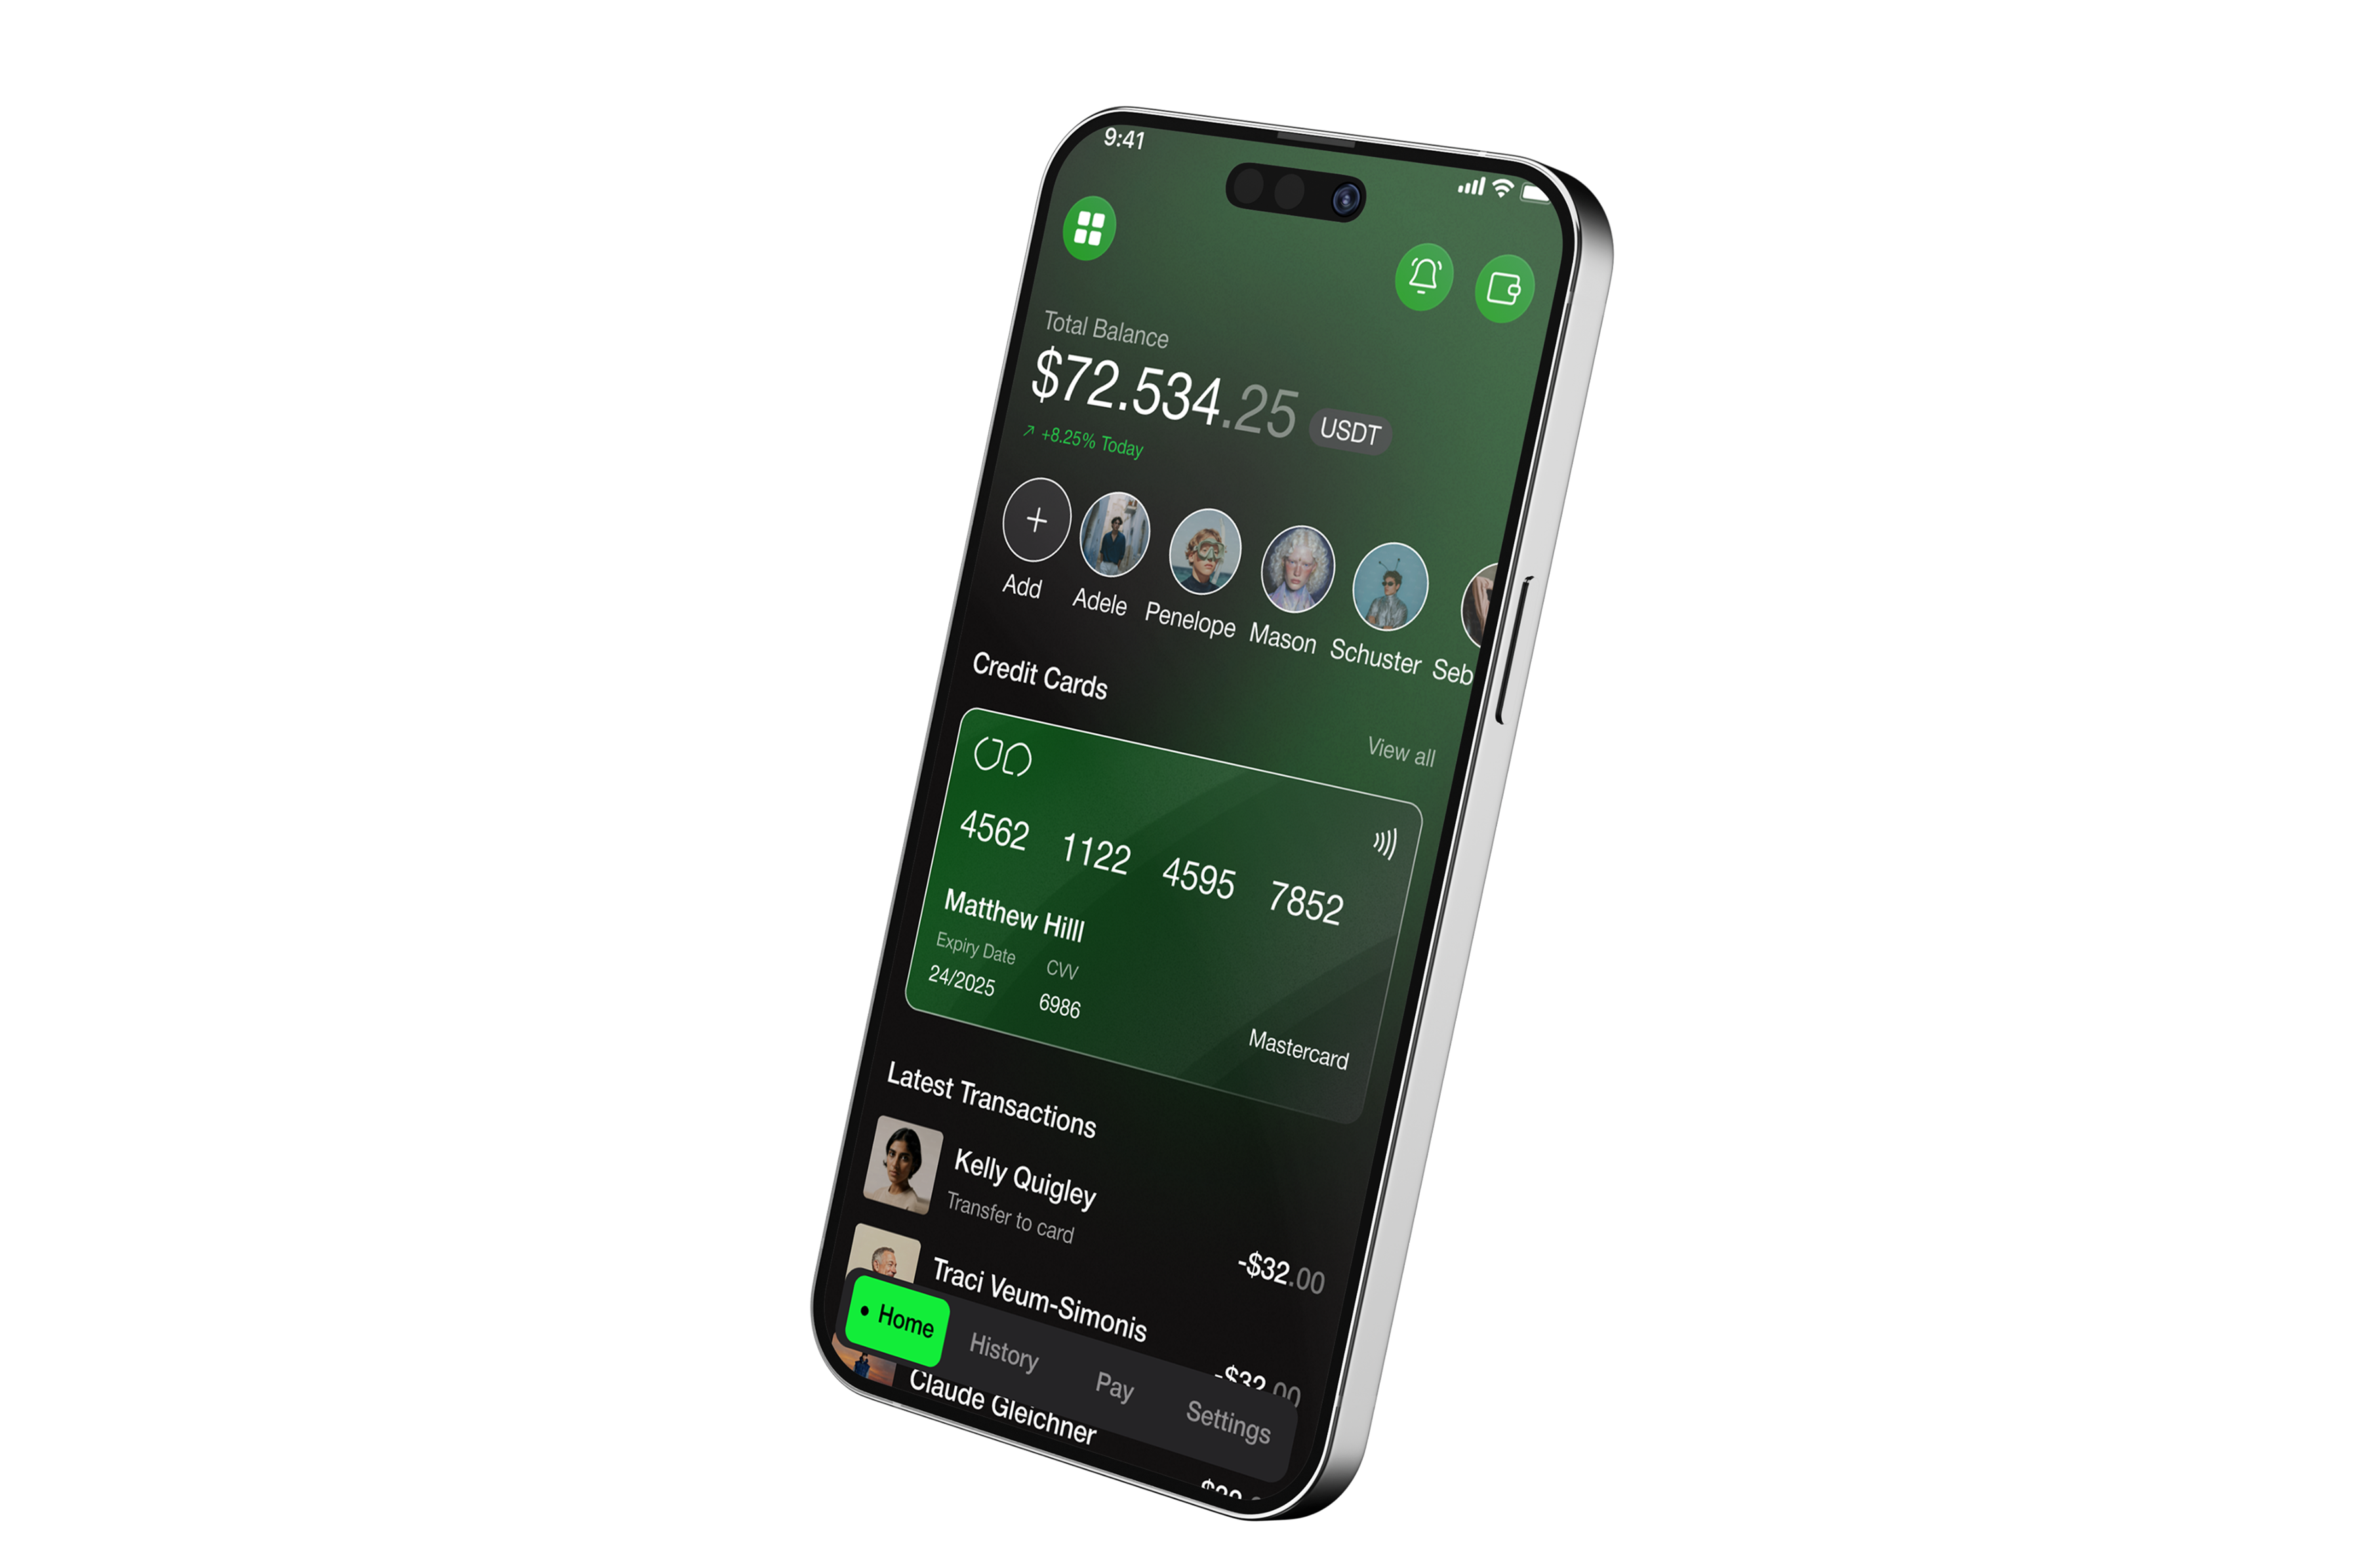 9:41
Total Balance
$72.534.25 USDT
+8.25% Today
Add Adele Penelope Mason Schuster Seb
Credit Cards
View all
4562 1122 4595 7852
Matthew Hilll
Expiry Date CVV
24/2025 6986
Mastercard
Latest Transactions
Kelly Quigley
Transfer to card
-$32.00
Traci Veum-Simonis
-$32.00
Home History Pay Settings
Claude Gleichner